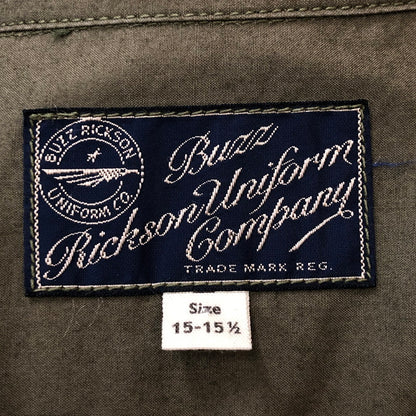 BUZZ RICKSON
UNIFORM CO.
Buzz
Rickson Uniform
Company
TRADE MARK REG.
Size
15-15½